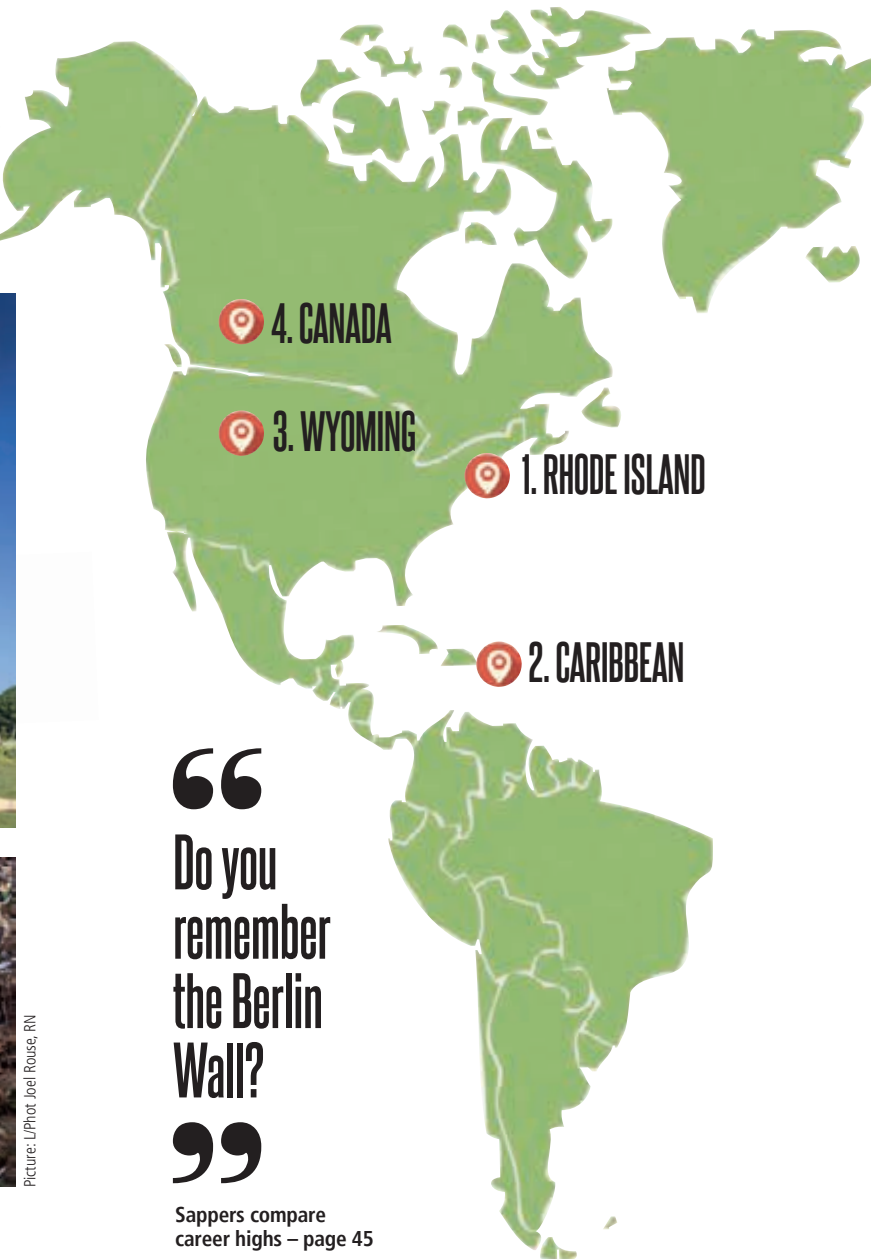 4. CANADA
3. WYOMING
1. RHODE ISLAND
2. CARIBBEAN
“
Do you
remember
the Berlin
Wall?
”
Sappers compare
career highs – page 45
Picture: L/Phot Joel Rouse, RN